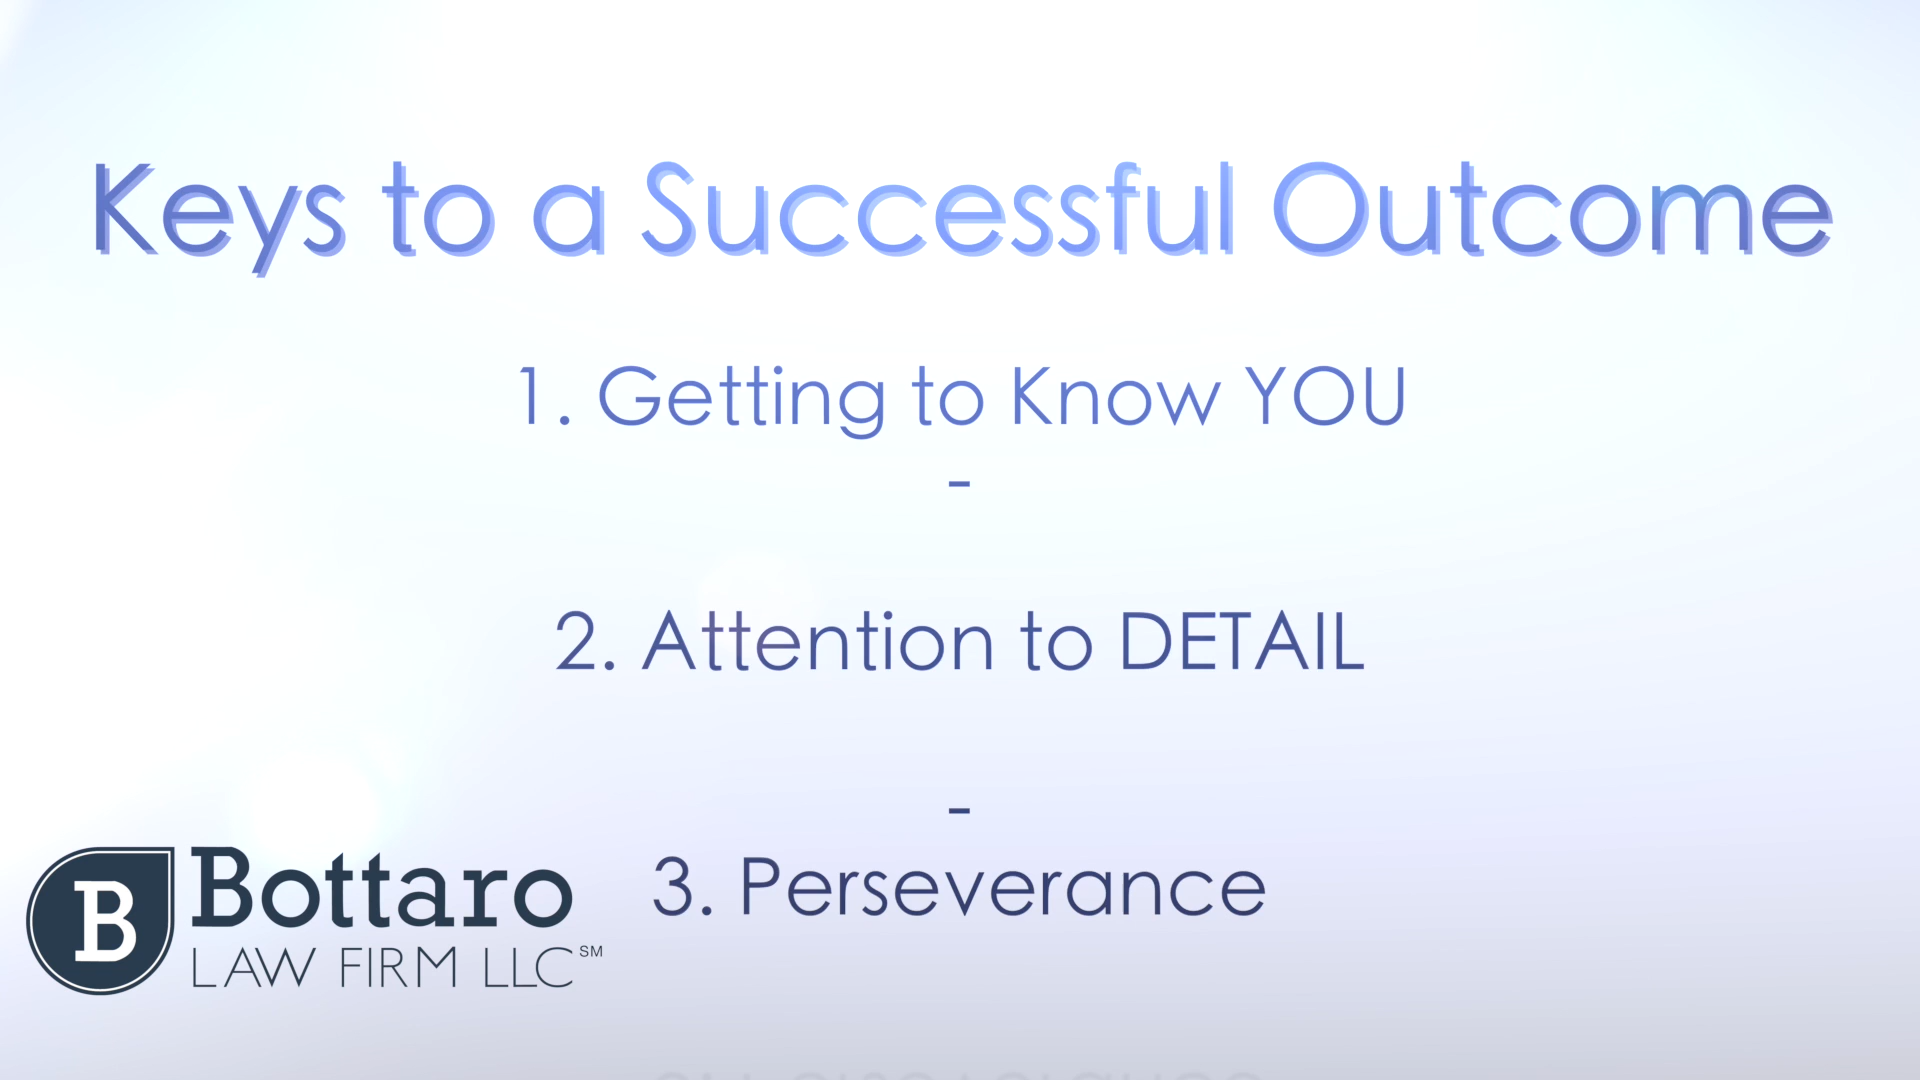 Keys to a Successful Outcome
1. Getting to Know YOU
-
2. Attention to DETAIL
-
3. Perseverance
B
Bottaro
LAW FIRM LLC SM